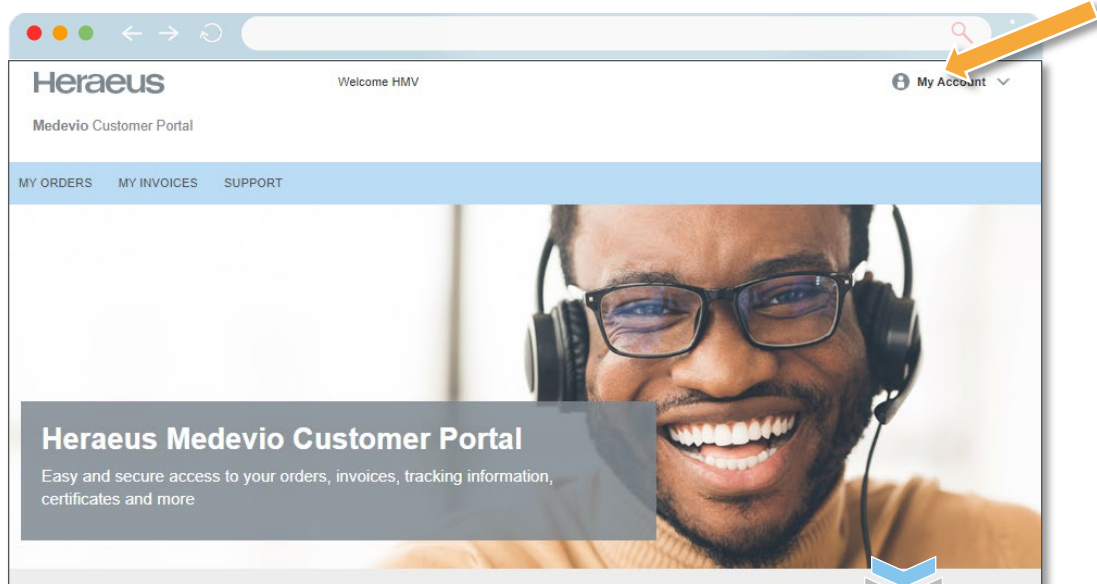 Heraeus
Welcome HMV
My Account
Medevio Customer Portal
MY ORDERS MY INVOICES SUPPORT
Heraeus Medevio Customer Portal
Easy and secure access to your orders, invoices, tracking information,
certificates and more